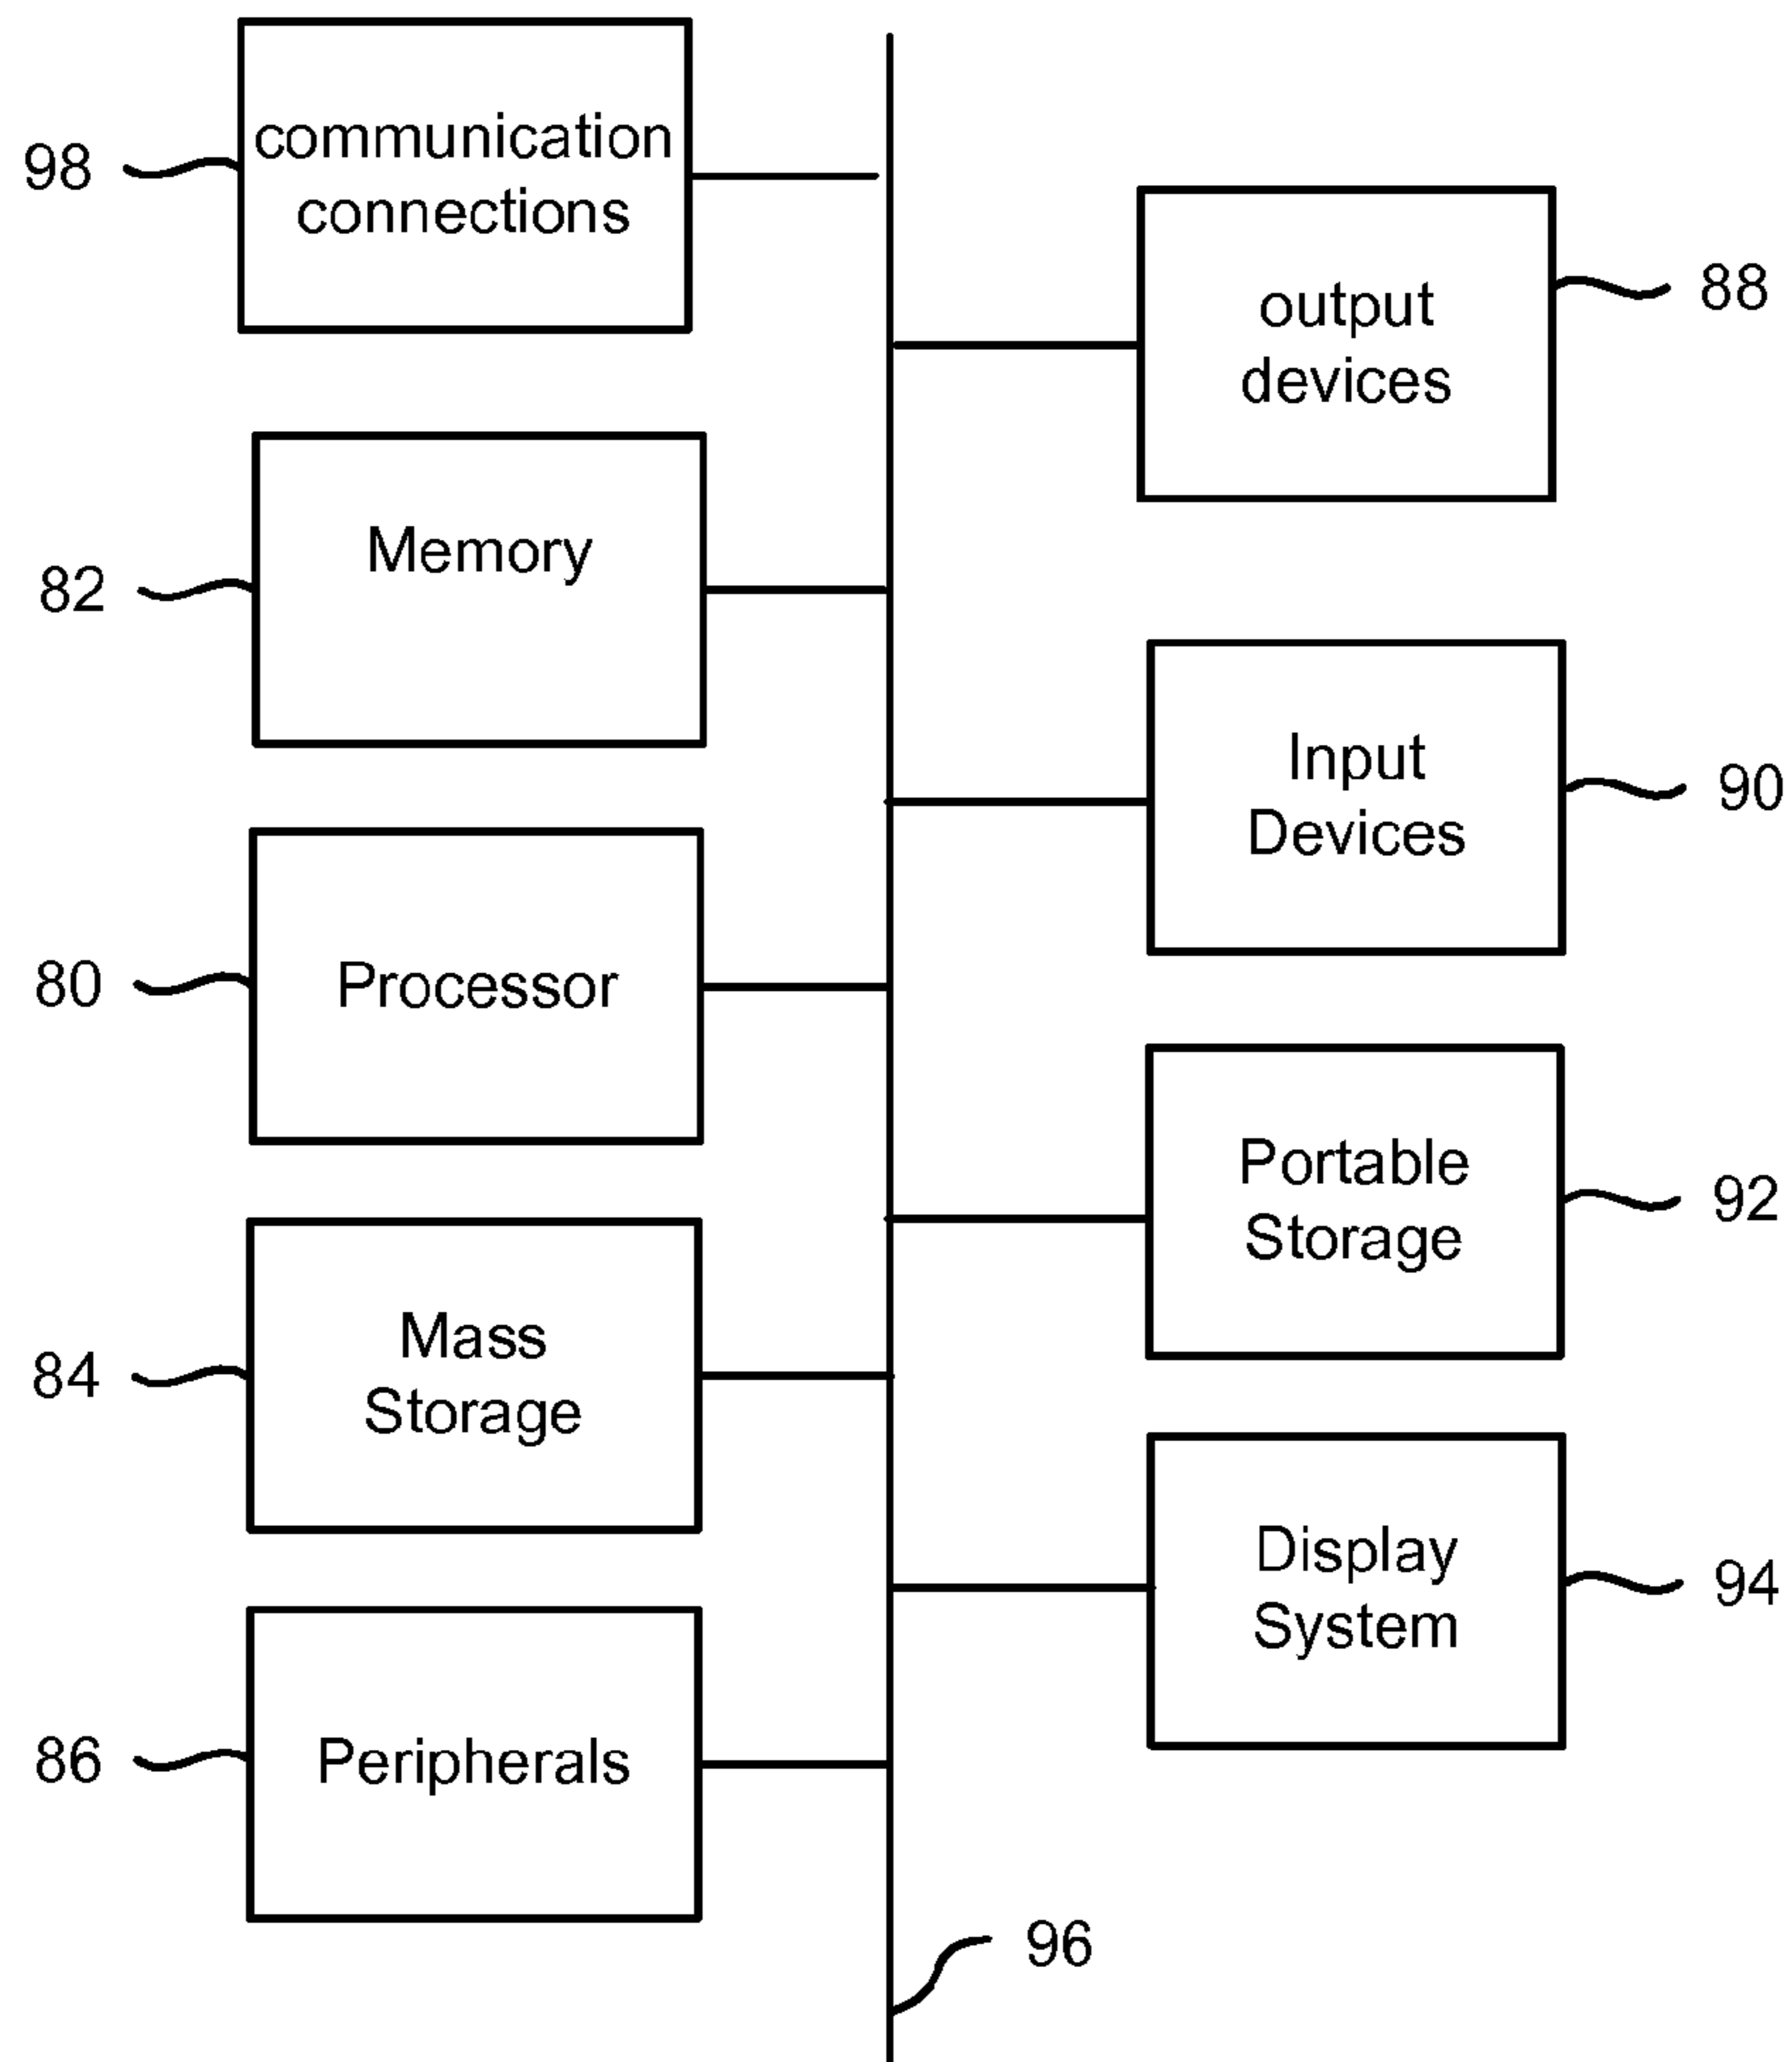 98
communication
connections
output
devices
88
82
Memory
Input
Devices
90
80
Processor
Portable
Storage
92
84
Mass
Storage
Display
System
94
86
Peripherals
96